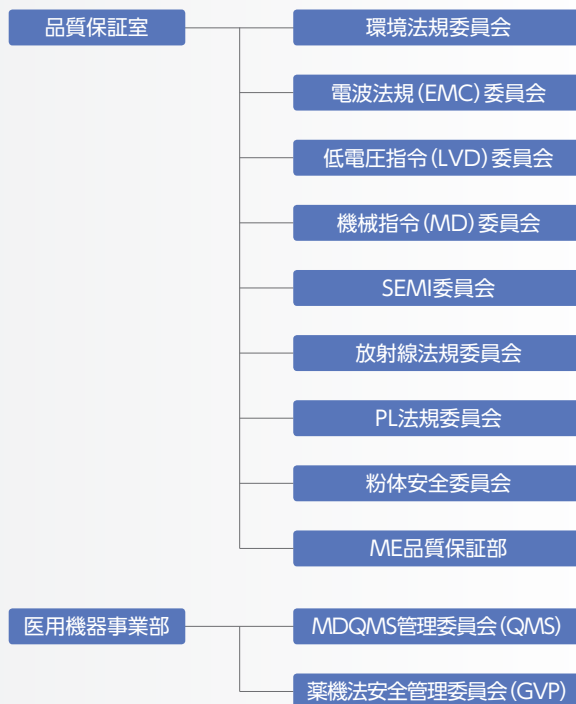 品質保証室
環境法規委員会
電波法規(EMC)委員会
低電圧指令(LVD)委員会
機械指令(MD)委員会
SEMI委員会
放射線法規委員会
PL法規委員会
粉体安全委員会
ME品質保証部
医用機器事業部
MDQMS管理委員会(QMS)
薬機法安全管理委員会(GVP)